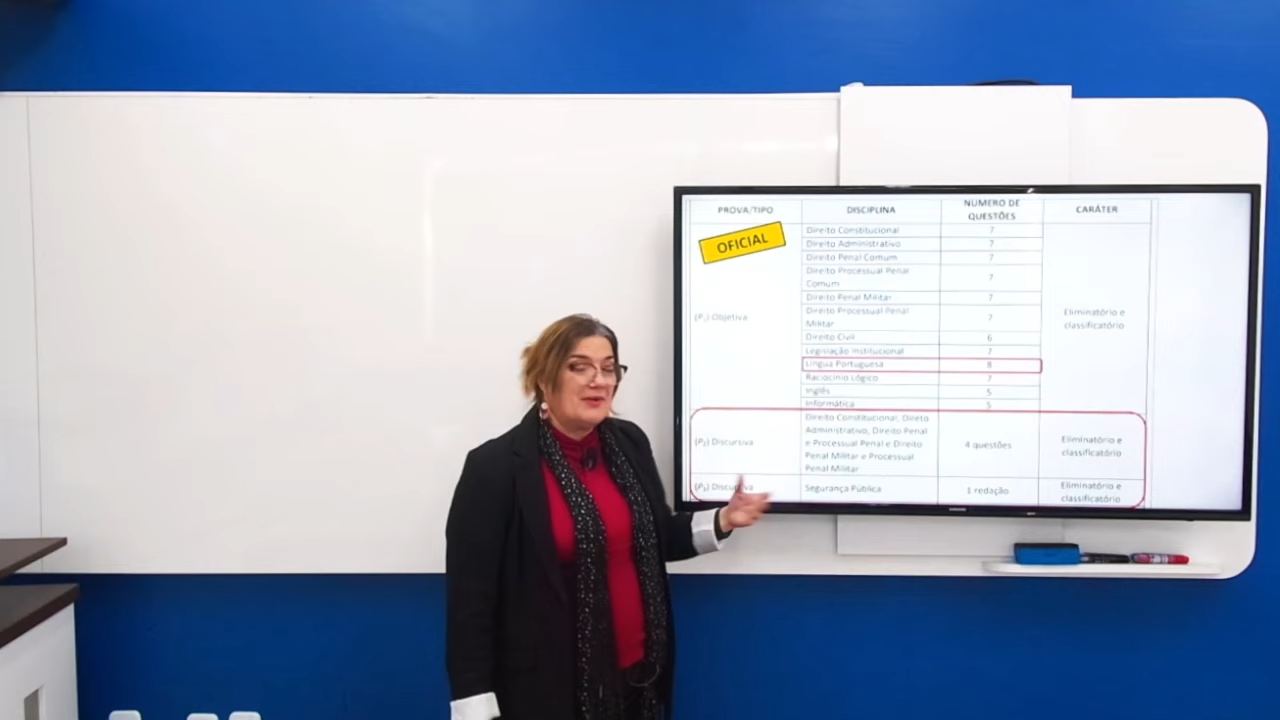 PROVA/TIPO DISCIPLINA NÚMERO DE QUESTÕES CARÁTER
OFICIAL
Direito Constitucional 7
Direito Administrativo 7
Direito Penal Comum 7
Direito Processual Penal
Comum 7
Direito Penal Militar 7
(P₁) Objetiva
Direito Processual Penal
Militar 7
Eliminatório e
classificatório
Direito Civil 6
Legislação Institucional 7
Língua Portuguesa 8
Raciocínio Lógico 7
Inglês 5
Informática 5
(P₂) Discursiva
Direito Constitucional, Direto
Administrativo, Direito Penal
e Processual Penal e Direito
Penal Militar e Processual
Penal Militar
4 questões
Eliminatório e
classificatório
Segurança Pública 1 redação
Eliminatório e
classificatório